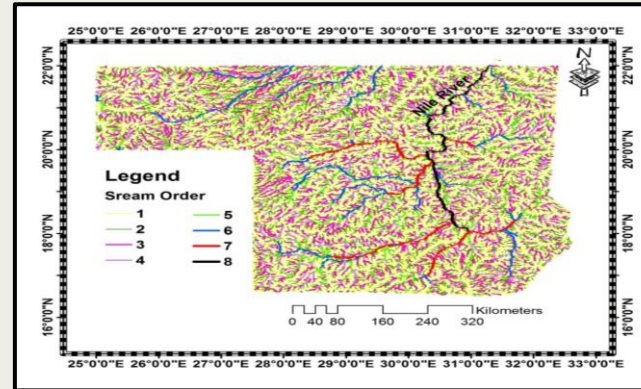 25°0'0"E 26°0'0"E 27°0'0"E 28°0'0"E 29°0'0"E 30°0'0"E 31°0'0"E 32°0'0"E 33°0'0"E
N
22°0'0"N 22°0'0"N
Nile River
20°0'0"N 20°0'0"N
Legend
Sream Order
1 5
2 6
3 7
4 8
18°0'0"N 18°0'0"N
Kilometers
0 40 80 160 240 320
16°0'0"N 16°0'0"N
25°0'0"E 26°0'0"E 27°0'0"E 28°0'0"E 29°0'0"E 30°0'0"E 31°0'0"E 32°0'0"E 33°0'0"E